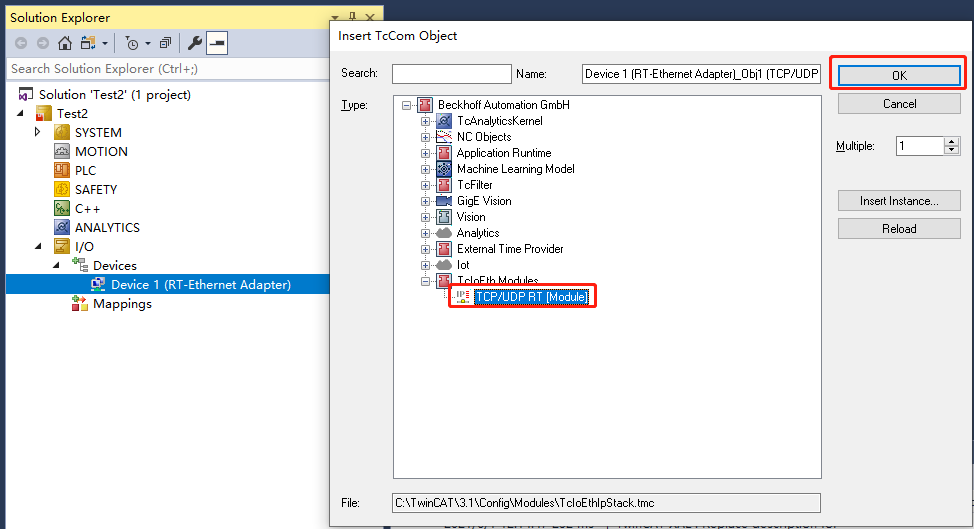 Solution Explorer
Search Solution Explorer (Ctrl+;)
Solution 'Test2' (1 project)
Test2
SYSTEM
MOTION
PLC
SAFETY
C++
ANALYTICS
I/O
Devices
Device 1 (RT-Ethernet Adapter)
Mappings
Insert TcCom Object
Search:
Name:
Device 1 (RT-Ethernet Adapter)_Obj1 (TCP/UDP
OK
Type:
Beckhoff Automation GmbH
TcAnalyticsKernel
NC Objects
Application Runtime
Machine Learning Model
TcFilter
GigE Vision
Vision
Analytics
External Time Provider
Iot
TcIoEth Modules
TCP/UDP RT [Module]
Cancel
Multiple:
1
Insert Instance...
Reload
File:
C:\TwinCAT\3.1\Config\Modules\TcIoEthIpStack.tmc